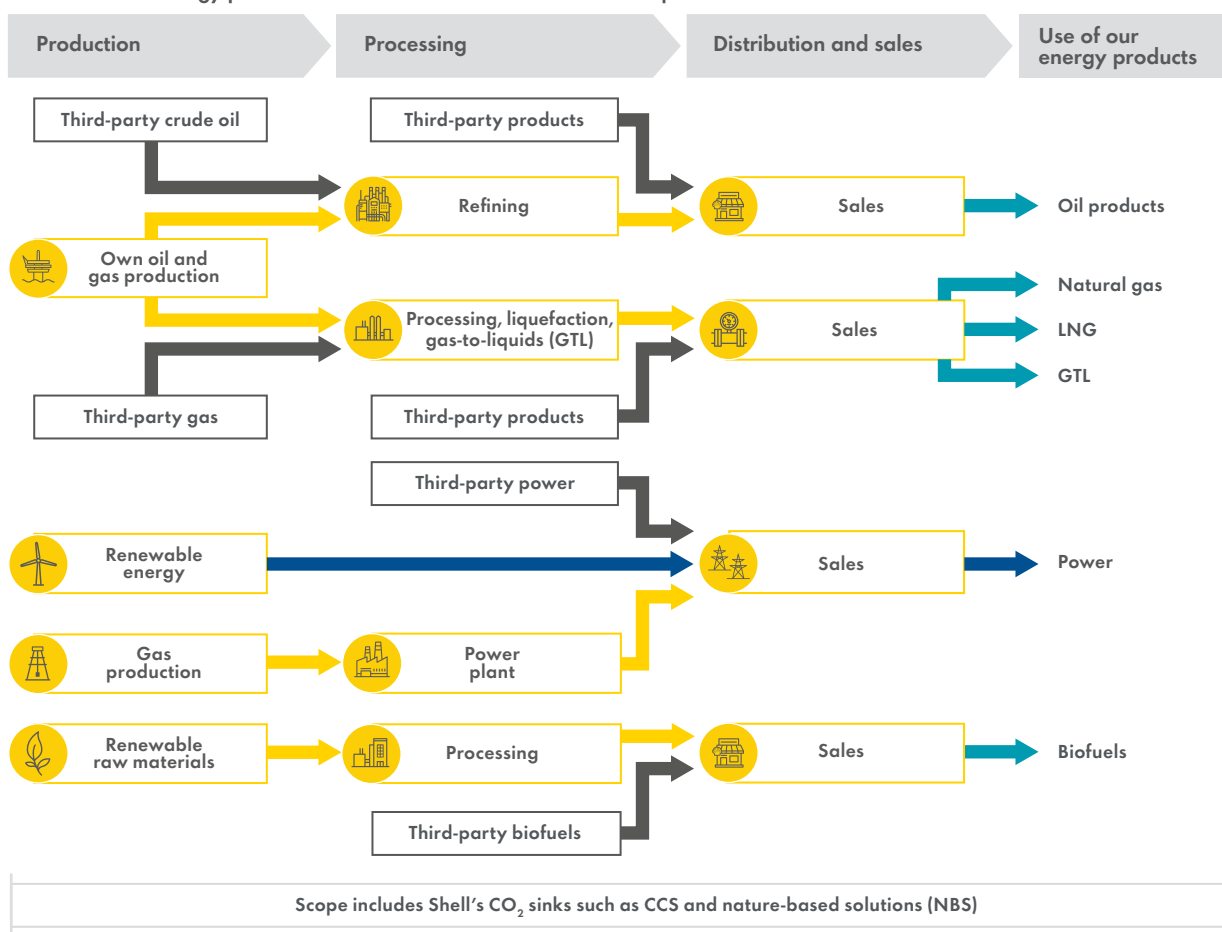 Production
Processing
Distribution and sales
Use of our
energy products
Third-party crude oil
Third-party products
Refining
Sales
Oil products
Own oil and
gas production
Natural gas
Processing, liquefaction,
gas-to-liquids (GTL)
Sales
LNG
GTL
Third-party gas
Third-party products
Third-party power
Renewable
energy
Sales
Power
Gas
production
Power
plant
Renewable
raw materials
Processing
Sales
Biofuels
Third-party biofuels
Scope includes Shell's CO₂ sinks such as CCS and nature-based solutions (NBS)